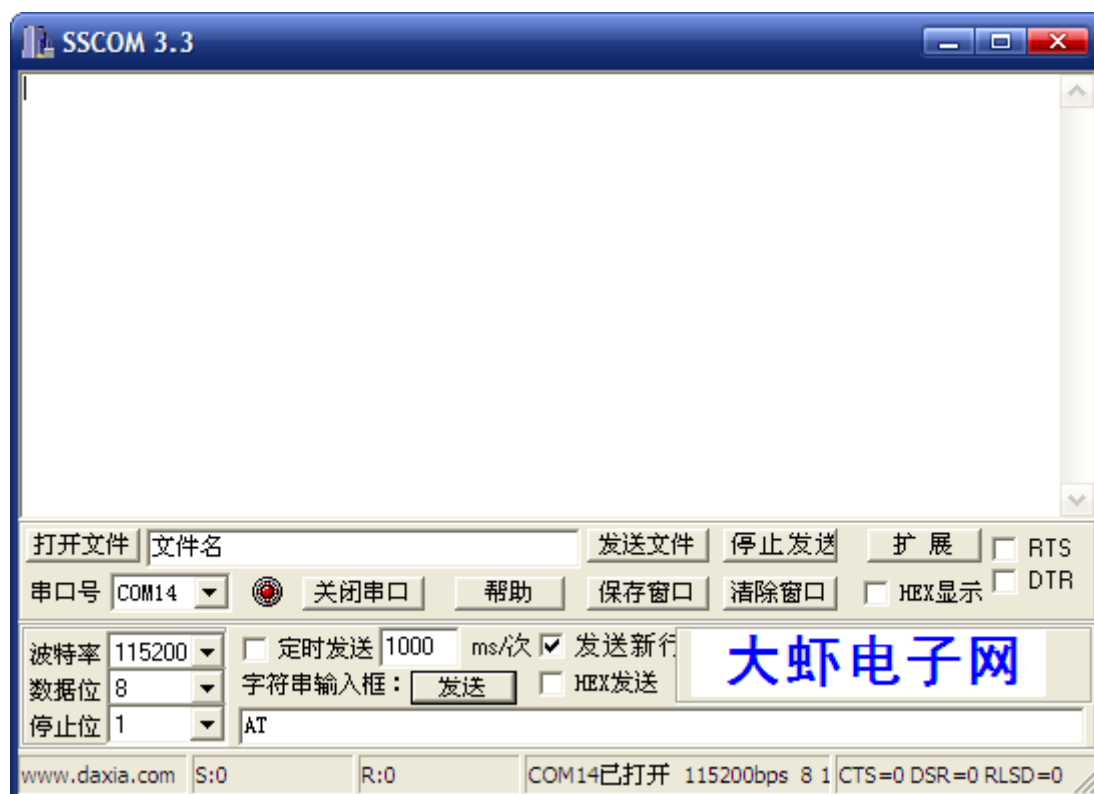 SSCOM 3.3
打开文件 文件名 发送文件 停止发送 扩 展 RTS
串口号 COM14 关闭串口 帮助 保存窗口 清除窗口 HEX显示 DTR
波特率 115200 定时发送 1000 ms/次 发送新行
数据位 8 字符串输入框： 发送 HEX发送
大虾电子网
停止位 1 AT
www.daxia.com S:0 R:0 COM14已打开 115200bps 8 1 CTS=0 DSR=0 RLSD=0